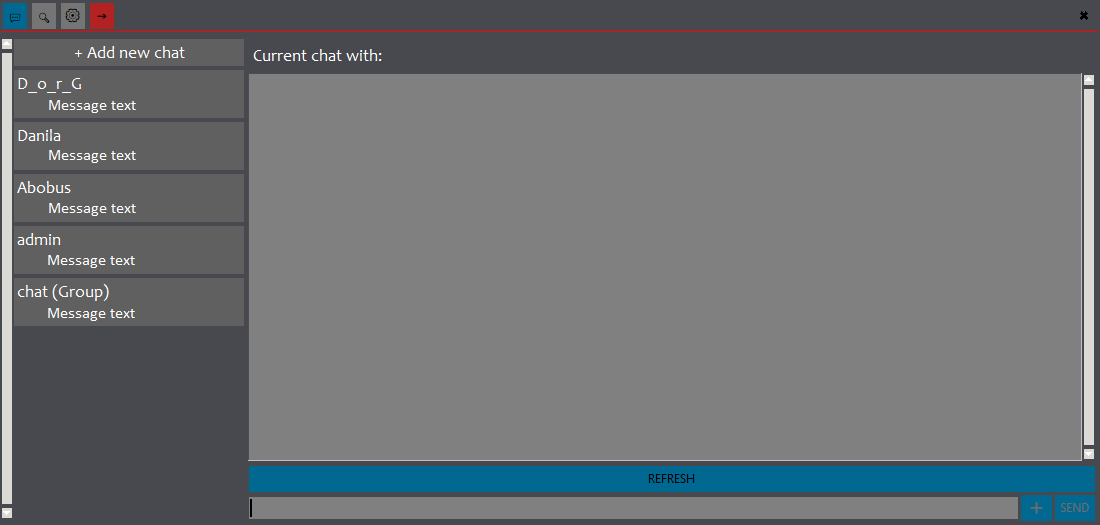 + Add new chat
D_o_r_G
Message text
Danila
Message text
Abobus
Message text
admin
Message text
chat (Group)
Message text
Current chat with:
REFRESH
+
SEND